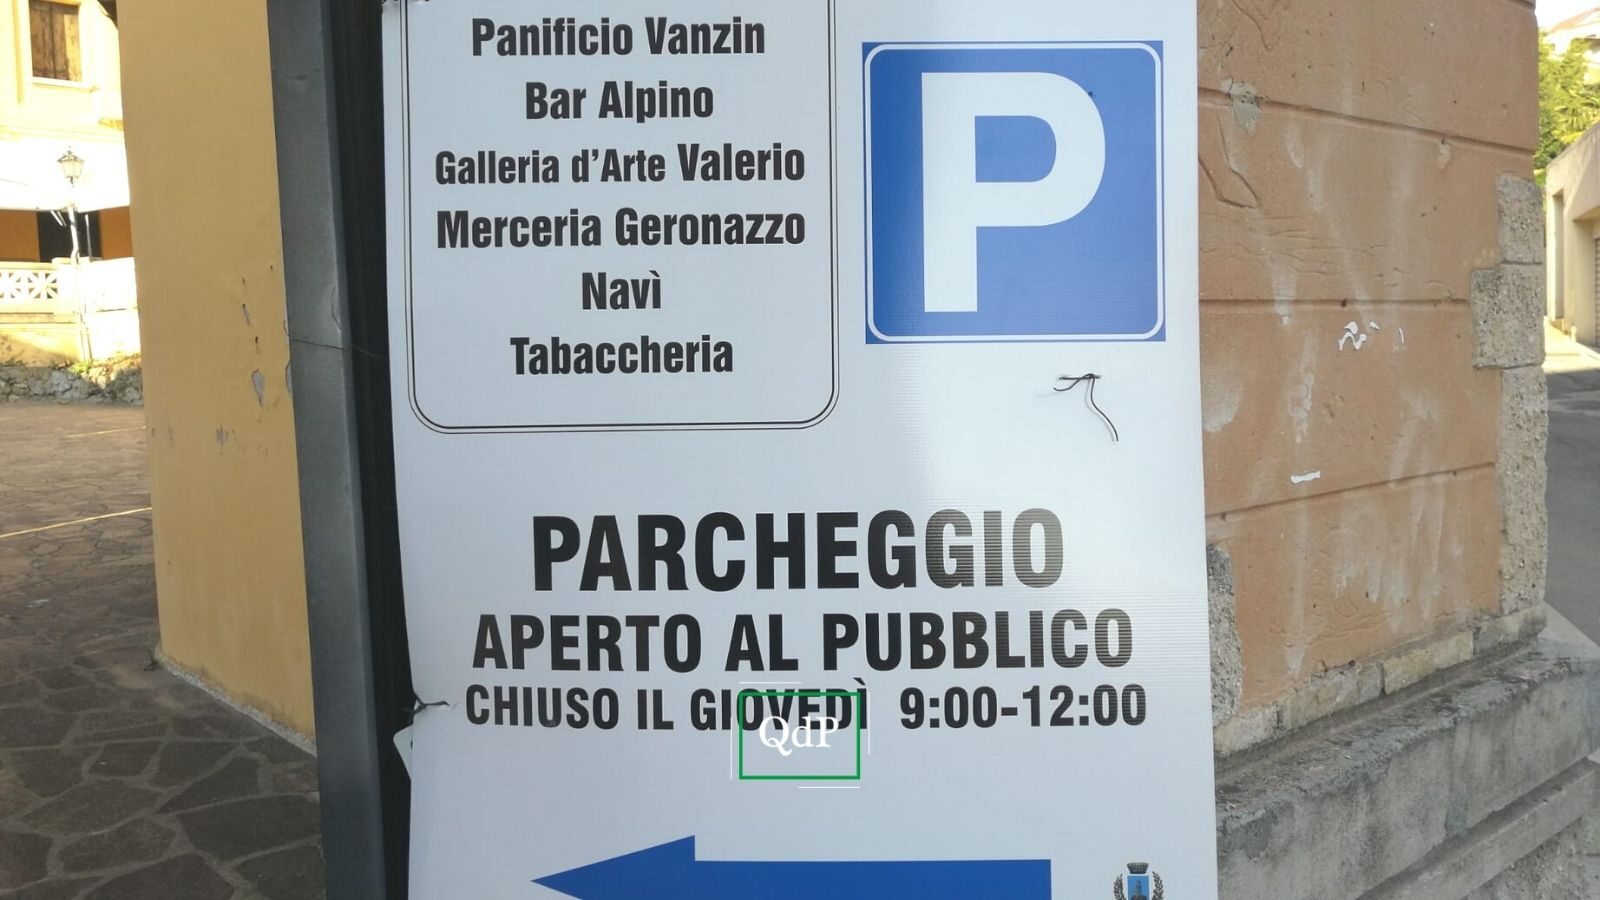 Panificio Vanzin
Bar Alpino
Galleria d'Arte Valerio
Merceria Geronazzo
Navì
Tabaccheria
P
PARCHEGGIO
APERTO AL PUBBLICO
CHIUSO IL GIOVEDÌ 9:00-12:00
QdP